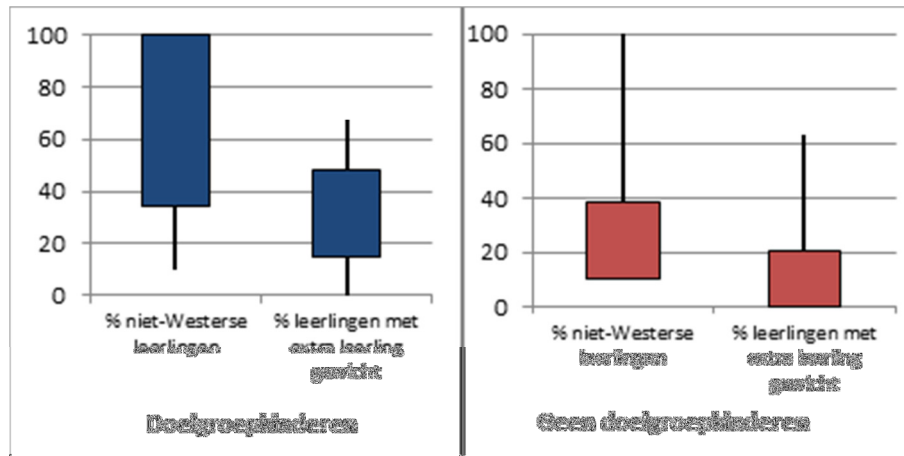 100
80
60
40
20
0
% niet-Westerse
leerlingen
% leerlingen met
extra leerling
gewicht
Doelgroepkinderen
100
80
60
40
20
0
% niet-Westerse
leerlingen
% leerlingen met
extra leerling
gewicht
Geen doelgroepkinderen